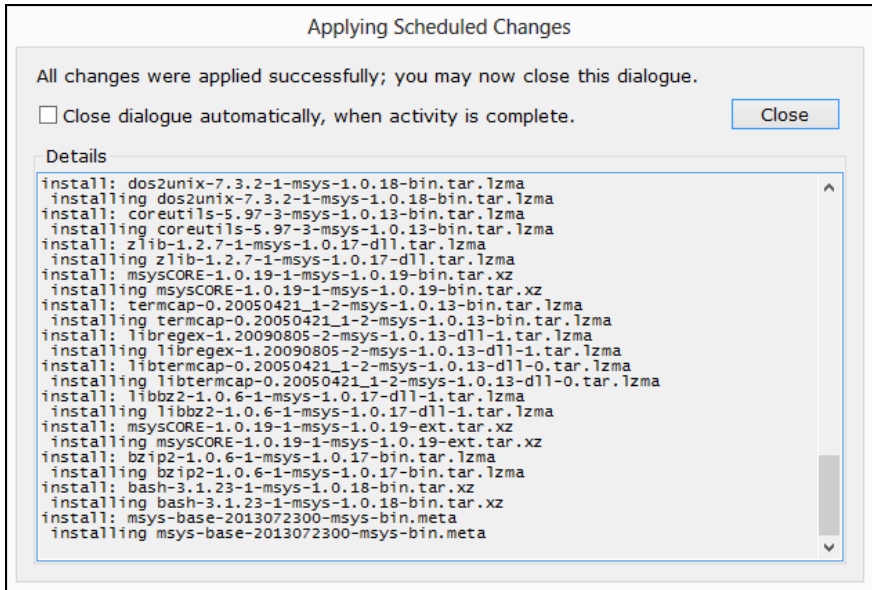 Applying Scheduled Changes
All changes were applied successfully; you may now close this dialogue.
Close dialogue automatically, when activity is complete.
Close
Details
install: dos2unix-7.3.2-1-msys-1.0.18-bin.tar.lzma
installing dos2unix-7.3.2-1-msys-1.0.18-bin.tar.lzma
install: coreutils-5.97-3-msys-1.0.13-bin.tar.lzma
installing coreutils-5.97-3-msys-1.0.13-bin.tar.lzma
install: zlib-1.2.7-1-msys-1.0.17-dll.tar.lzma
installing zlib-1.2.7-1-msys-1.0.17-dll.tar.lzma
install: msysCORE-1.0.19-1-msys-1.0.19-bin.tar.xz
installing msysCORE-1.0.19-1-msys-1.0.19-bin.tar.xz
install: termcap-0.20050421_1-2-msys-1.0.13-bin.tar.lzma
installing termcap-0.20050421_1-2-msys-1.0.13-bin.tar.lzma
install: libregex-1.20090805-2-msys-1.0.13-dll-1.tar.lzma
installing libregex-1.20090805-2-msys-1.0.13-dll-1.tar.lzma
install: libtermcap-0.20050421_1-2-msys-1.0.13-dll-0.tar.lzma
installing libtermcap-0.20050421_1-2-msys-1.0.13-dll-0.tar.lzma
install: libbz2-1.0.6-1-msys-1.0.17-dll-1.tar.lzma
installing libbz2-1.0.6-1-msys-1.0.17-dll-1.tar.lzma
install: msysCORE-1.0.19-1-msys-1.0.19-ext.tar.xz
installing msysCORE-1.0.19-1-msys-1.0.19-ext.tar.xz
install: bzip2-1.0.6-1-msys-1.0.17-bin.tar.lzma
installing bzip2-1.0.6-1-msys-1.0.17-bin.tar.lzma
install: bash-3.1.23-1-msys-1.0.18-bin.tar.xz
installing bash-3.1.23-1-msys-1.0.18-bin.tar.xz
install: msys-base-2013072300-msys-bin.meta
installing msys-base-2013072300-msys-bin.meta